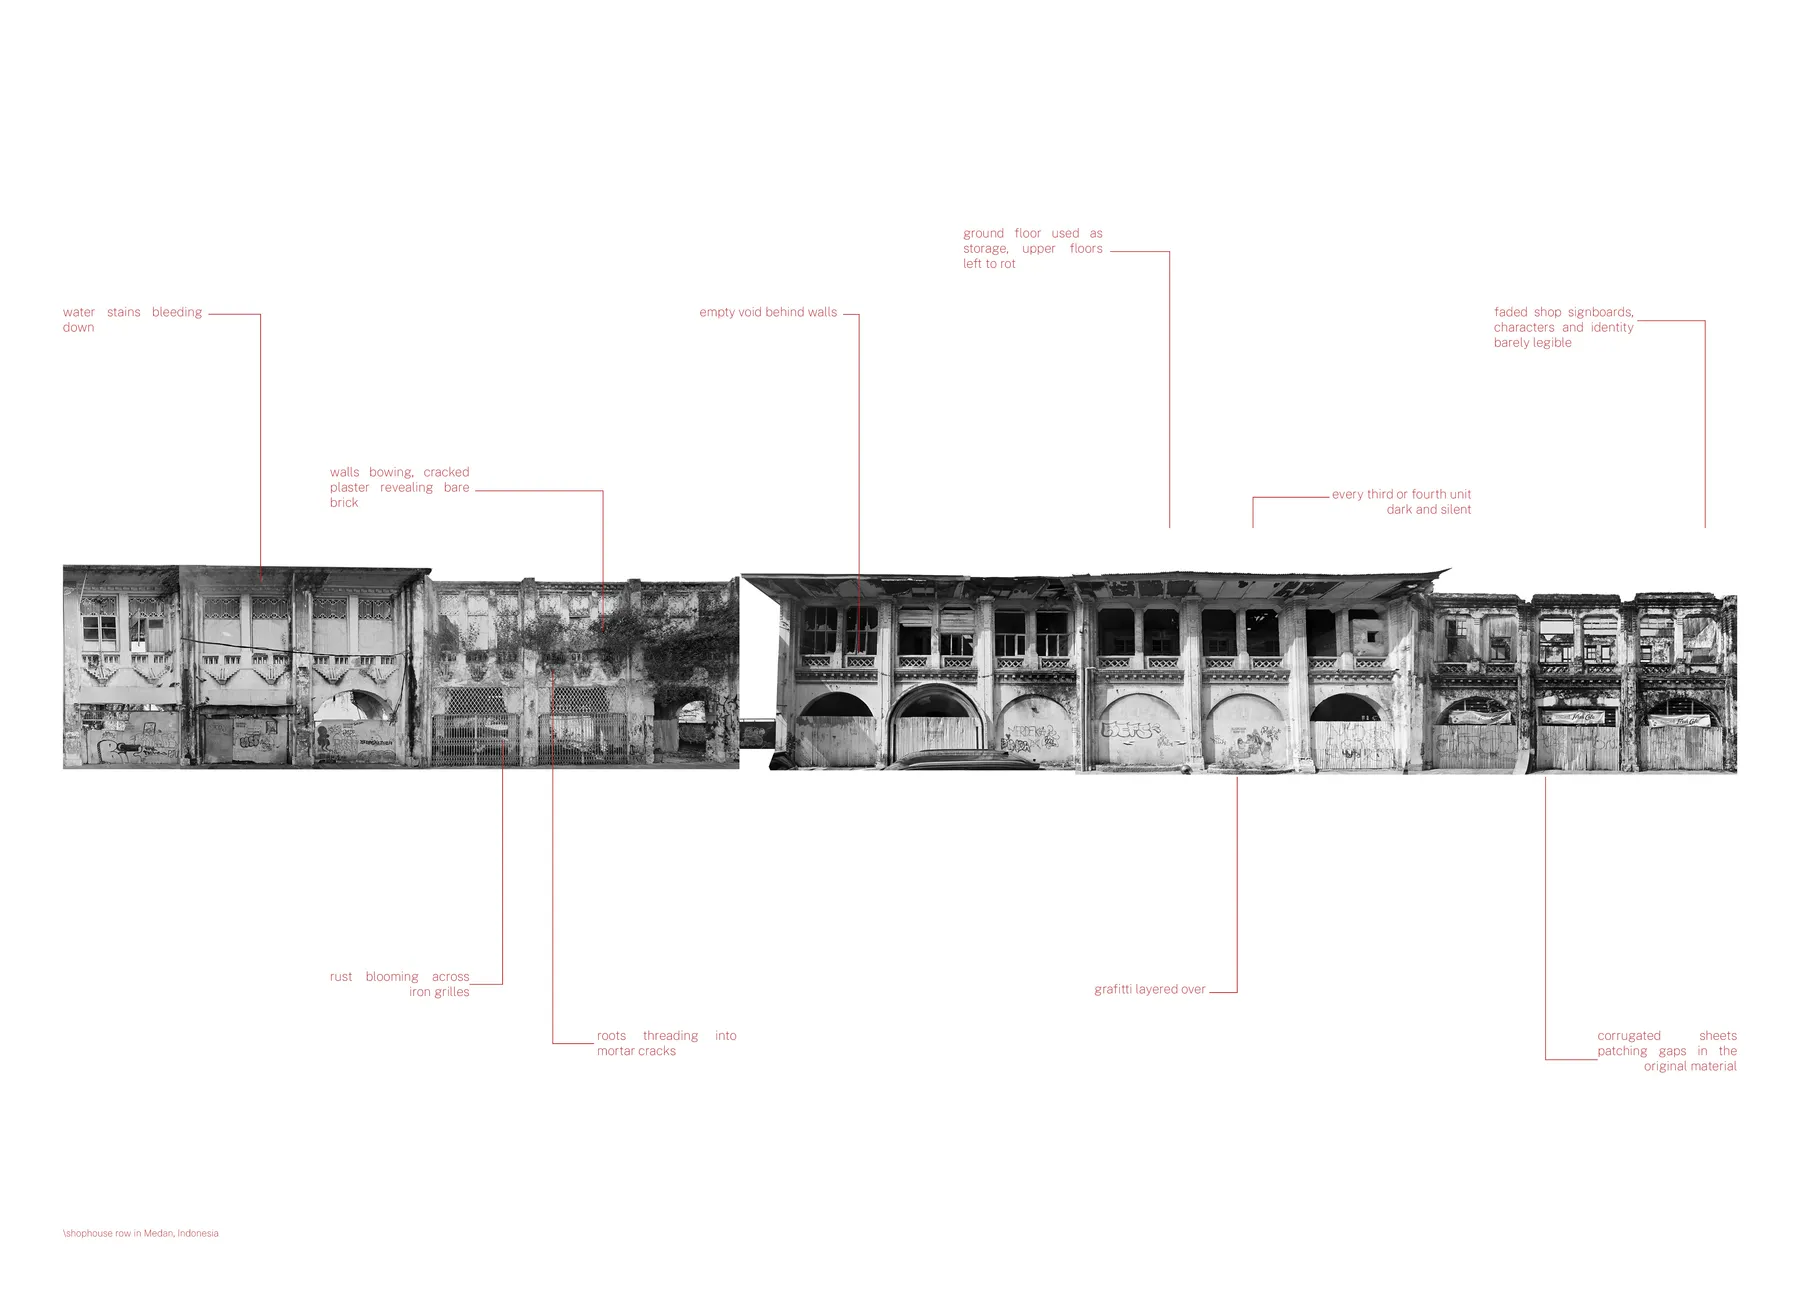 ground floor used as
storage, upper floors
left to rot
water stains bleeding
down
empty void behind walls
faded shop signboards,
characters and identity
barely legible
walls bowing, cracked
plaster revealing bare
brick
every third or fourth unit
dark and silent
rust blooming across
iron grilles
grafitti layered over
roots threading into
mortar cracks
corrugated sheets
patching gaps in the
original material
\shophouse row in Medan, Indonesia